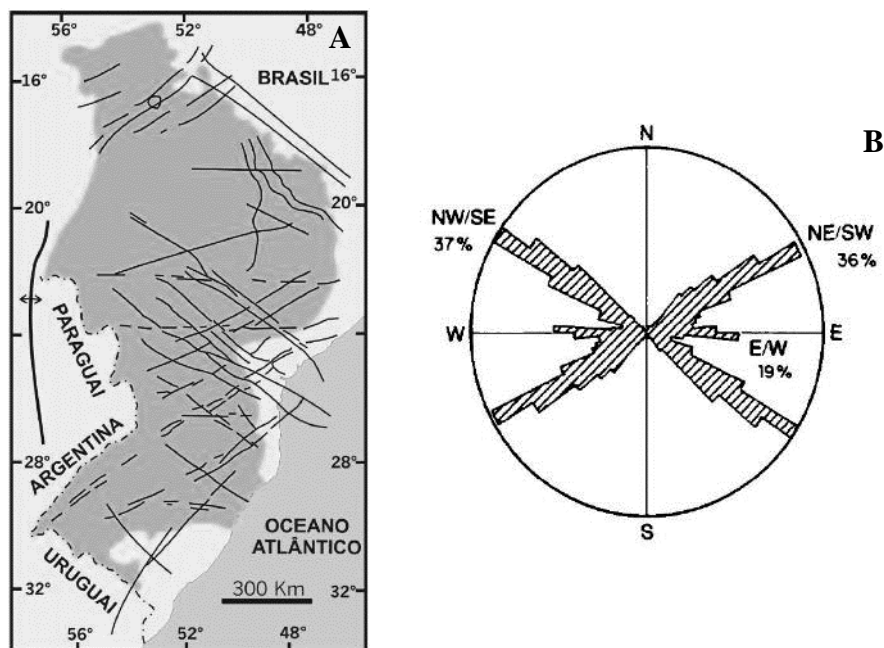 56° 52° 48°
A
16° BRASIL 16°
20° 20°
PARAGUAI
ARGENTINA
28° 28°
OCEANO
ATLÂNTICO
URUGUAI
300 Km
32° 32°
56° 52° 48°
B
N
NW/SE
37%
NE/SW
36%
W E
E/W
19%
S